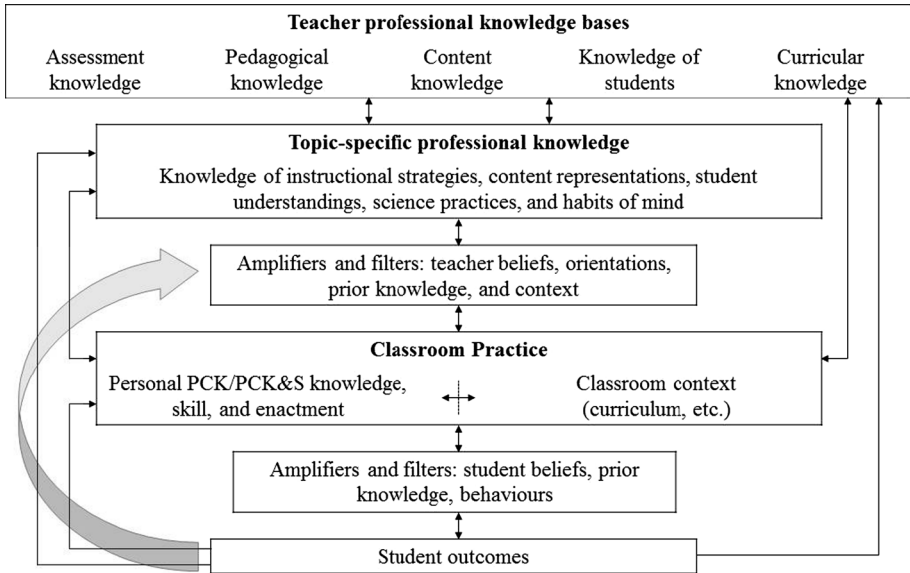 Teacher professional knowledge bases
Assessment knowledge
Pedagogical knowledge
Content knowledge
Knowledge of students
Curricular knowledge
Topic-specific professional knowledge
Knowledge of instructional strategies, content representations, student
understandings, science practices, and habits of mind
Amplifiers and filters: teacher beliefs, orientations,
prior knowledge, and context
Classroom Practice
Personal PCK/PCK&S knowledge,
skill, and enactment
Classroom context
(curriculum, etc.)
Amplifiers and filters: student beliefs, prior
knowledge, behaviours
Student outcomes